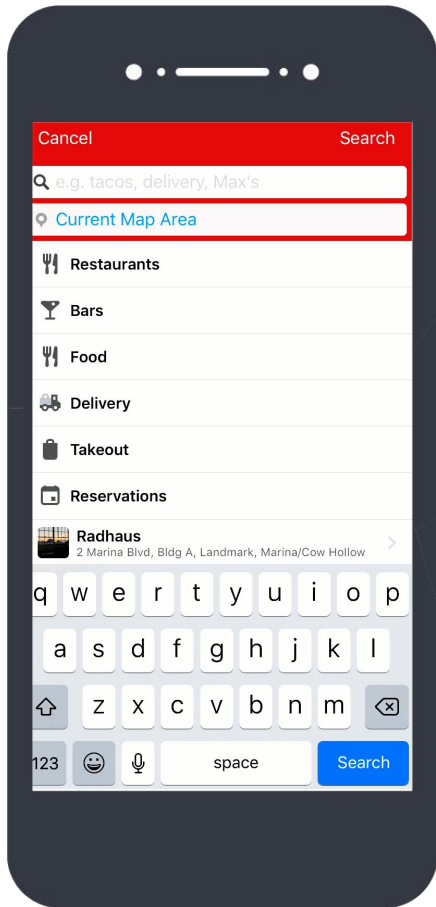 Cancel Search
e.g. tacos, delivery, Max's
Current Map Area
Restaurants
Bars
Food
Delivery
Takeout
Reservations
Radhaus
2 Marina Blvd, Bldg A, Landmark, Marina/Cow Hollow
q w e r t y u i o p
a s d f g h j k l
z x c v b n m
123 space Search